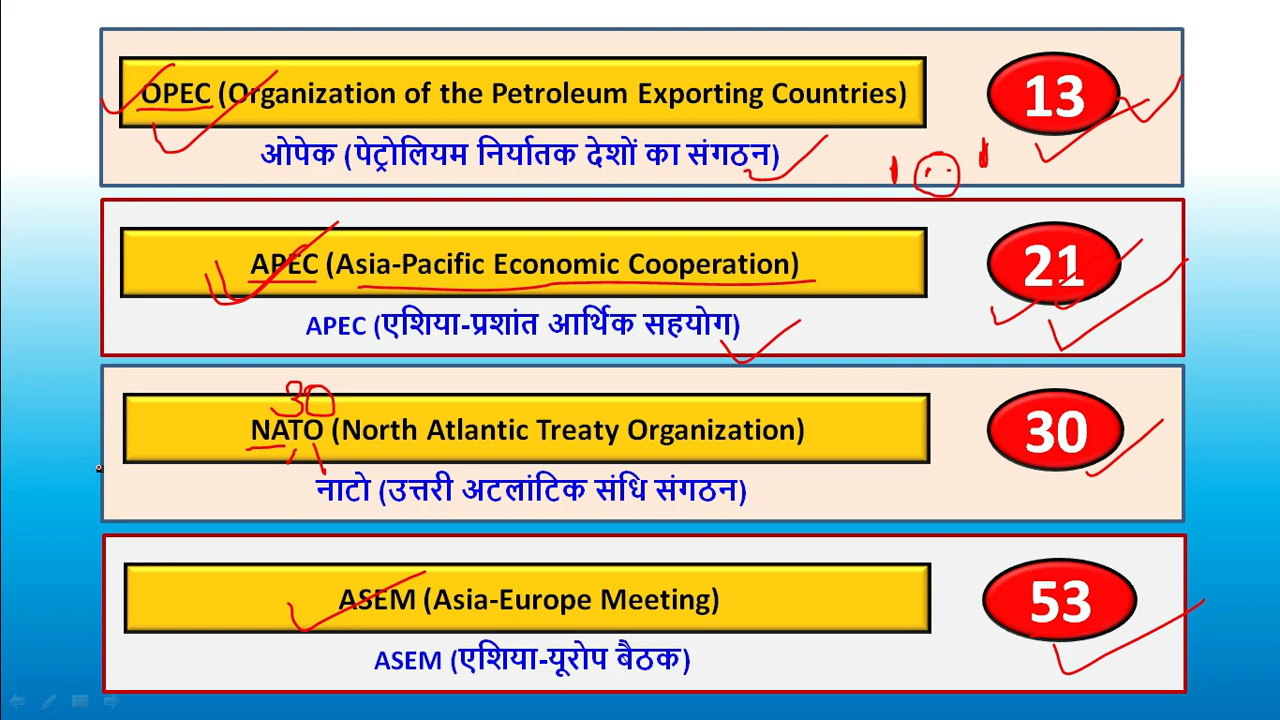 OPEC (Organization of the Petroleum Exporting Countries)
13
ओपेक (पेट्रोलियम निर्यातक देशों का संगठन)
APEC (Asia-Pacific Economic Cooperation)
21
APEC (एशिया-प्रशांत आर्थिक सहयोग)
30
NATO (North Atlantic Treaty Organization)
30
नाटो (उत्तरी अटलांटिक संधि संगठन)
ASEM (Asia-Europe Meeting)
53
ASEM (एशिया-यूरोप बैठक)